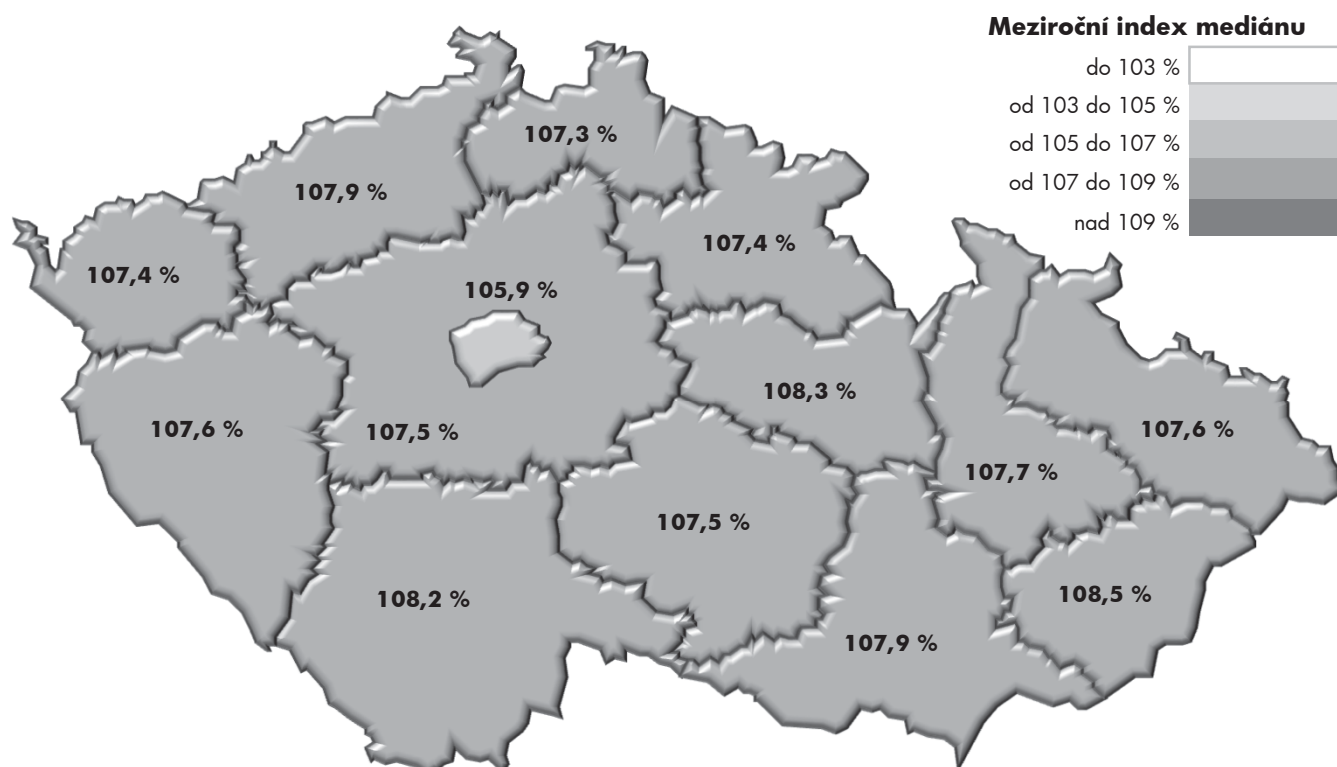 Meziroční index mediánu
do 103 %
od 103 do 105 %
od 105 do 107 %
od 107 do 109 %
nad 109 %
107,3 %
107,9 %
107,4 %
107,4 %
105,9 %
108,3 %
107,6 %
107,5 %
107,6 %
107,7 %
107,5 %
108,2 %
108,5 %
107,9 %